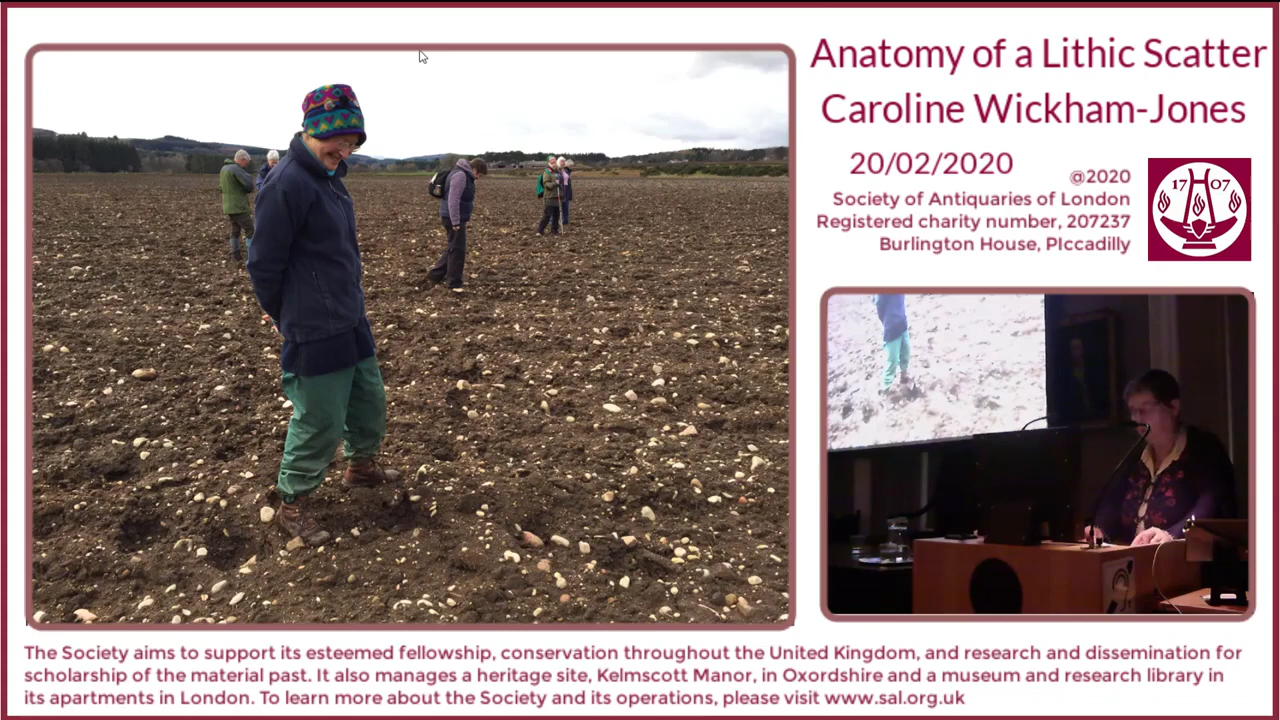 Anatomy of a Lithic Scatter
Caroline Wickham-Jones
20/02/2020
@2020
Society of Antiquaries of London
Registered charity number, 207237
Burlington House, PIccadilly
17 07
The Society aims to support its esteemed fellowship, conservation throughout the United Kingdom, and research and dissemination for
scholarship of the material past. It also manages a heritage site, Kelmscott Manor, in Oxordshire and a museum and research library in
its apartments in London. To learn more about the Society and its operations, please visit www.sal.org.uk